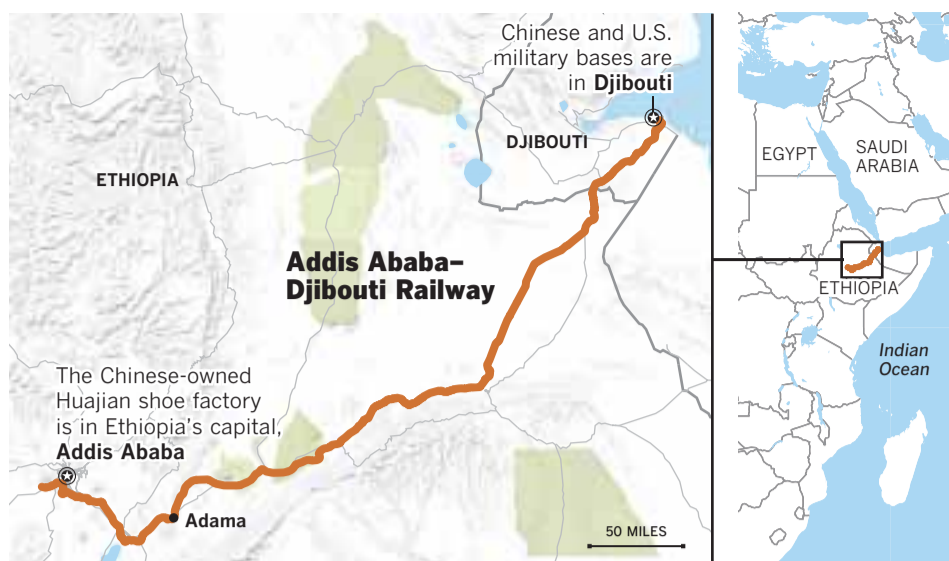 Chinese and U.S.
military bases are
in Djibouti
DJIBOUTI
ETHIOPIA
Addis Ababa–
Djibouti Railway
The Chinese-owned
Huajian shoe factory
is in Ethiopia's capital,
Addis Ababa
Adama
50 MILES
EGYPT
SAUDI
ARABIA
ETHIOPIA
Indian
Ocean